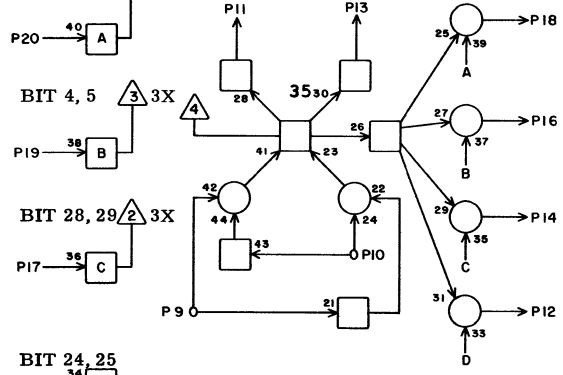 P11
P13
P18
40
P20
A
25
39
A
35
30
28
BIT 4, 5
3
3X
4
27
P16
38
P19
B
26
37
41
23
B
42
22
BIT 28, 29
2
3X
44
24
29
P14
36
35
P17
C
43
P10
C
31
P9
21
P12
33
D
BIT 24, 25
34